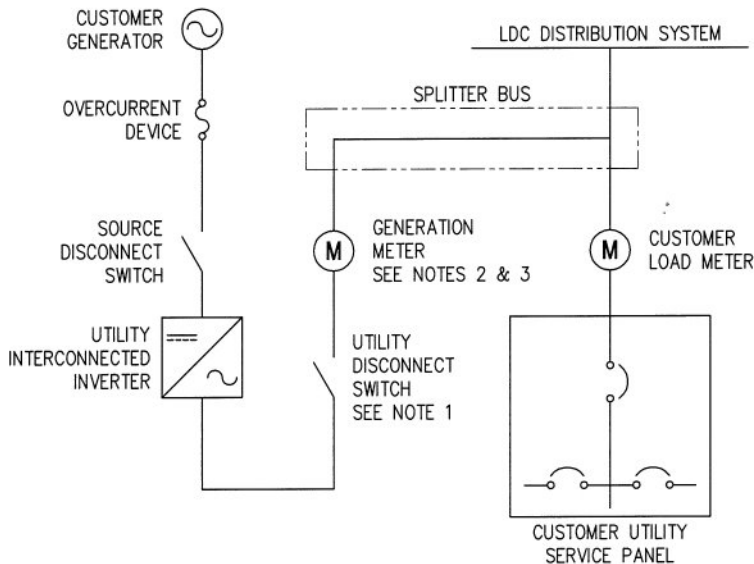 CUSTOMER
GENERATOR
LDC DISTRIBUTION SYSTEM
SPLITTER BUS
OVERCURRENT
DEVICE
SOURCE
DISCONNECT
SWITCH
M
GENERATION
METER
SEE NOTES 2 & 3
M
CUSTOMER
LOAD METER
UTILITY
INTERCONNECTED
INVERTER
UTILITY
DISCONNECT
SWITCH
SEE NOTE 1
CUSTOMER UTILITY
SERVICE PANEL